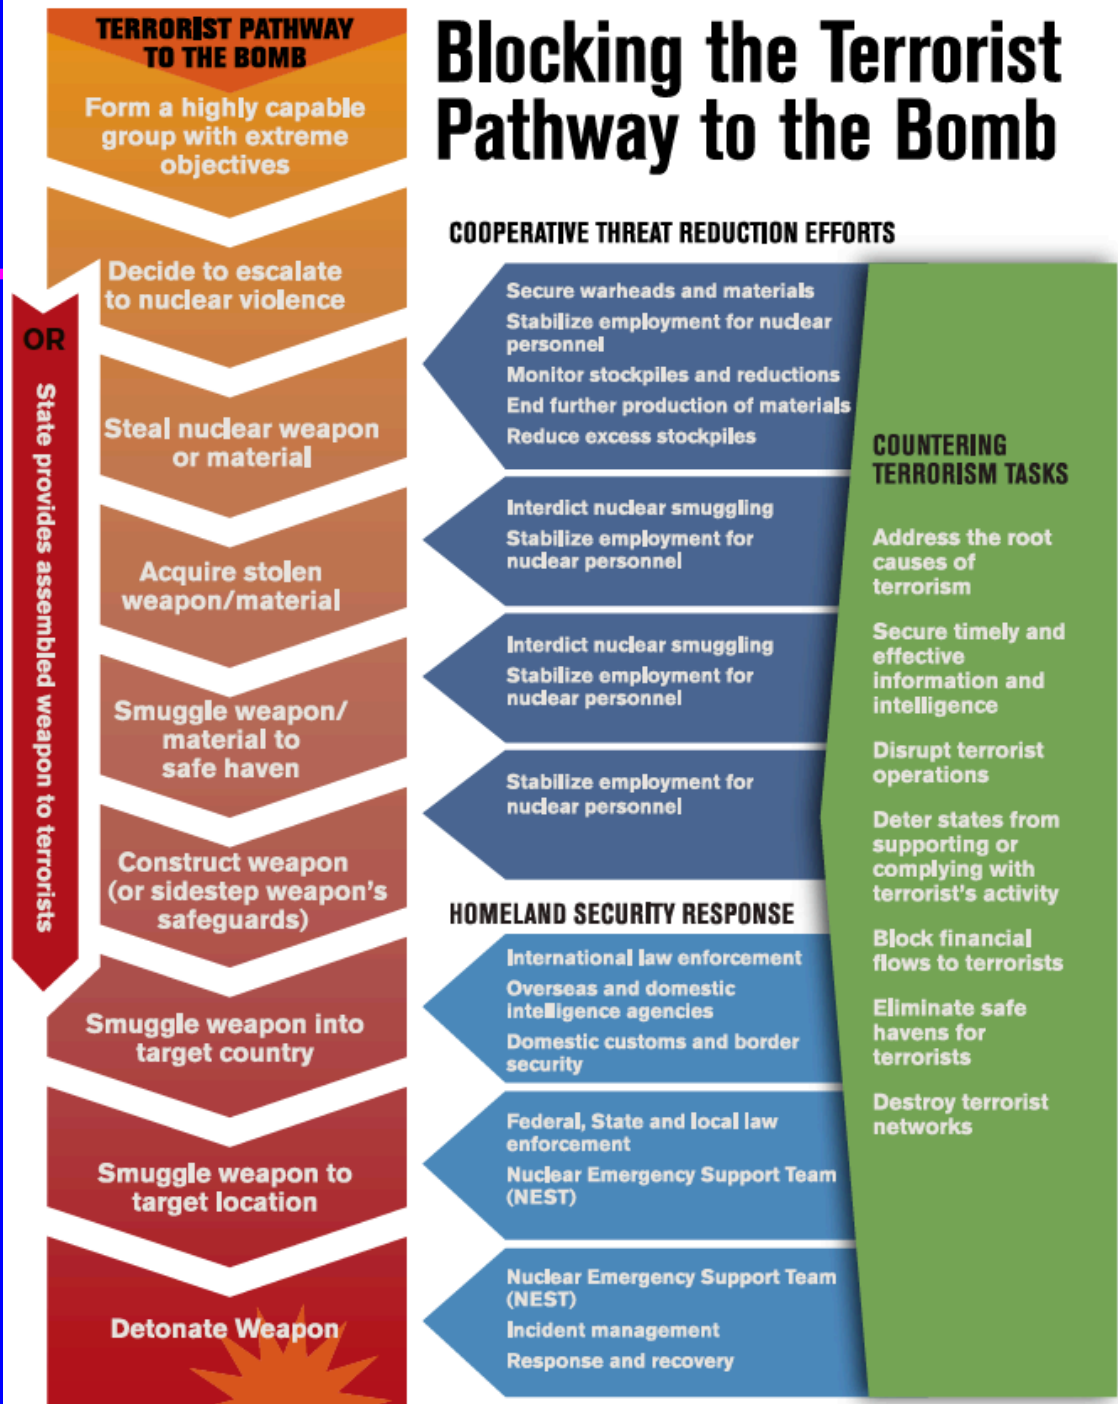 TERRORIST PATHWAY
TO THE BOMB
Form a highly capable
group with extreme
objectives
Decide to escalate
to nuclear violence
Steal nuclear weapon
or material
Acquire stolen
weapon/material
Smuggle weapon/
material to
safe haven
Construct weapon
(or sidestep weapon's
safeguards)
Smuggle weapon into
target country
Smuggle weapon to
target location
Detonate Weapon
OR
State provides assembled weapon to terrorists
Blocking the Terrorist
Pathway to the Bomb
COOPERATIVE THREAT REDUCTION EFFORTS
Secure warheads and materials
Stabilize employment for nuclear
personnel
Monitor stockpiles and reductions
End further production of materials
Reduce excess stockpiles
Interdict nuclear smuggling
Stabilize employment for
nuclear personnel
Interdict nuclear smuggling
Stabilize employment for
nuclear personnel
Stabilize employment for
nuclear personnel
HOMELAND SECURITY RESPONSE
International law enforcement
Overseas and domestic
intelligence agencies
Domestic customs and border
security
Federal, State and local law
enforcement
Nuclear Emergency Support Team
(NEST)
Nuclear Emergency Support Team
(NEST)
Incident management
Response and recovery
COUNTERING
TERRORISM TASKS
Address the root
causes of
terrorism
Secure timely and
effective
information and
intelligence
Disrupt terrorist
operations
Deter states from
supporting or
complying with
terrorist's activity
Block financial
flows to terrorists
Eliminate safe
havens for
terrorists
Destroy terrorist
networks